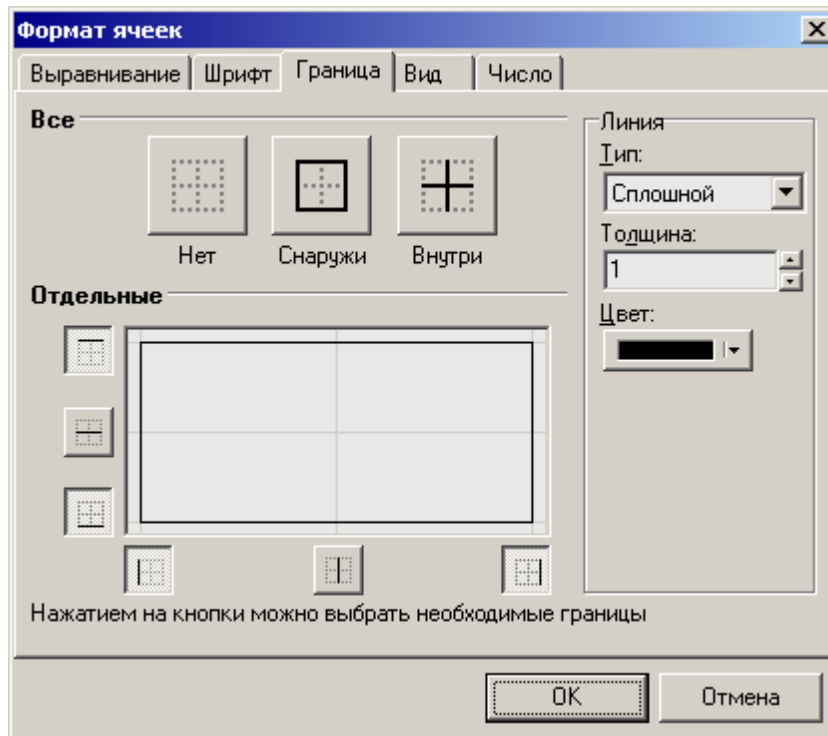 Формат ячеек
Выравнивание Шрифт Граница Вид Число
Все
Нет Снаружи Внутри
Отдельные
Линия
Тип:
Сплошной
Толщина:
1
Цвет:
Нажатием на кнопки можно выбрать необходимые границы
OK Отмена